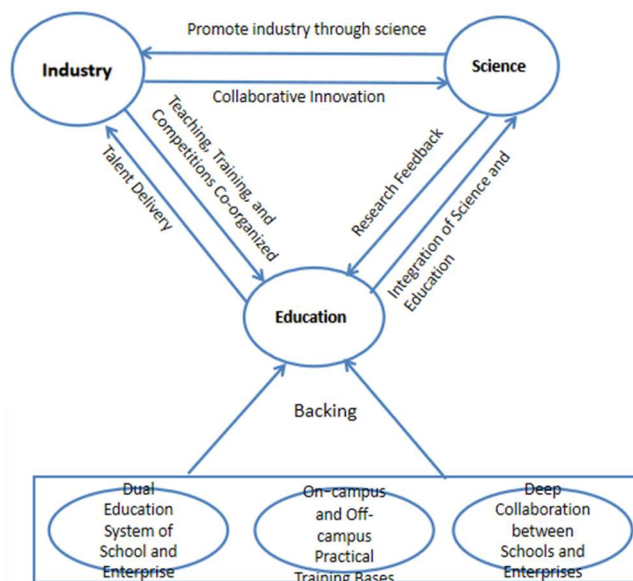 Promote industry through science
Industry
Science
Collaborative Innovation
Teaching, Training, and
Competitions Co-organized
Talent Delivery
Research Feedback
Integration of Science and
Education
Education
Backing
Dual
Education
System of
School and
Enterprise
On-campus
and Off-
campus
Practical
Training Bases
Deep
Collaboration
between
Schools and
Enterprises